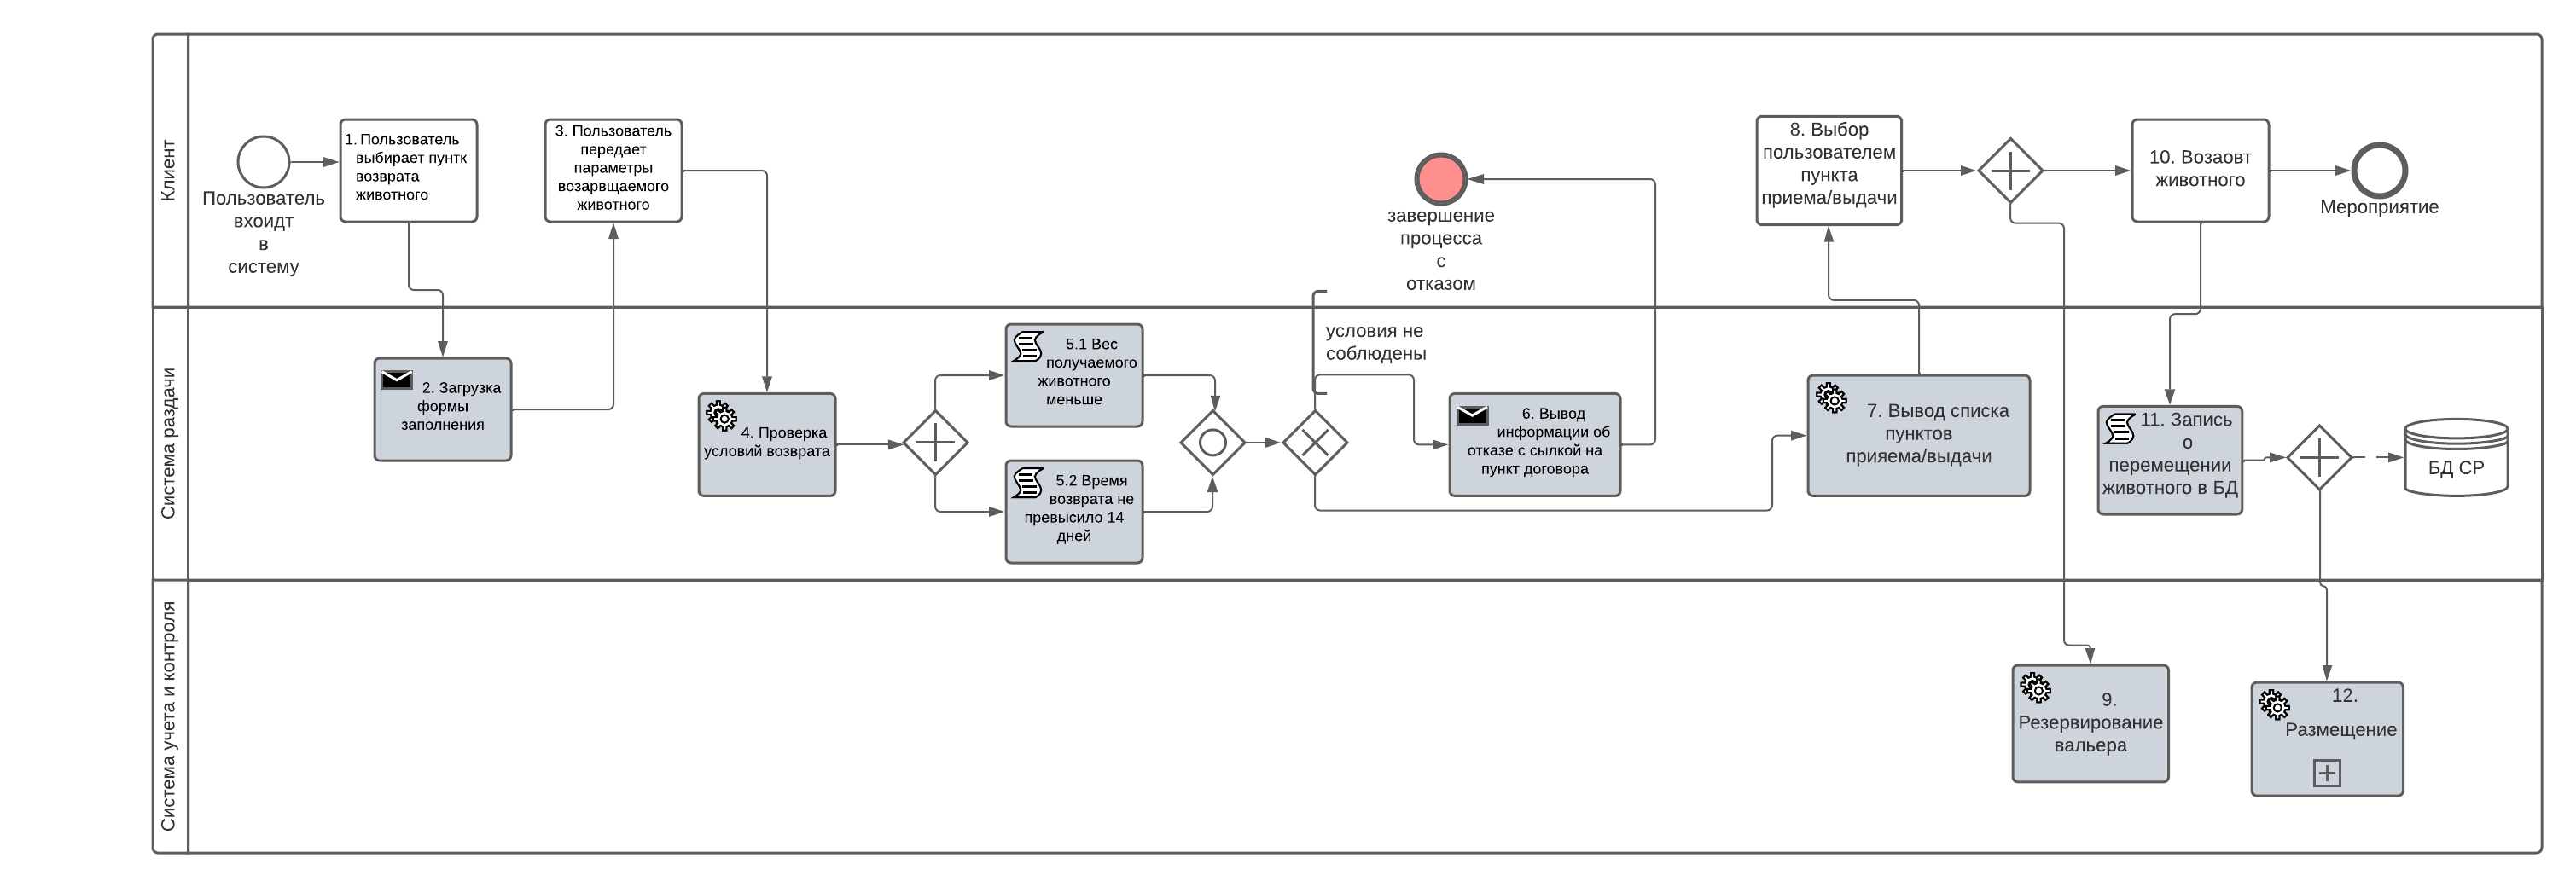 Клиент
Пользователь
вхоидт
в
систему
1. Пользователь
выбирает пунтк
возврата
животного
3. Пользователь
передает
параметры
возарвщаемого
животного
завершение
процесса
с
отказом
8. Выбор
пользователем
пункта
приема/выдачи
10. Возаовт
животного
Мероприятие
Система раздачи
2. Загрузка
формы
заполнения
4. Проверка
условий возврата
5.1 Вес
получаемого
животного
меньше
5.2 Время
возврата не
превысило 14
дней
условия не
соблюдены
6. Вывод
информации об
отказе с сылкой на
пункт договора
7. Вывод списка
пунктов
прияема/выдачи
11. Запись
о
перемещении
животного в БД
БД СР
Система учета и контроля
9.
Резервирование
вальера
12.
Размещение